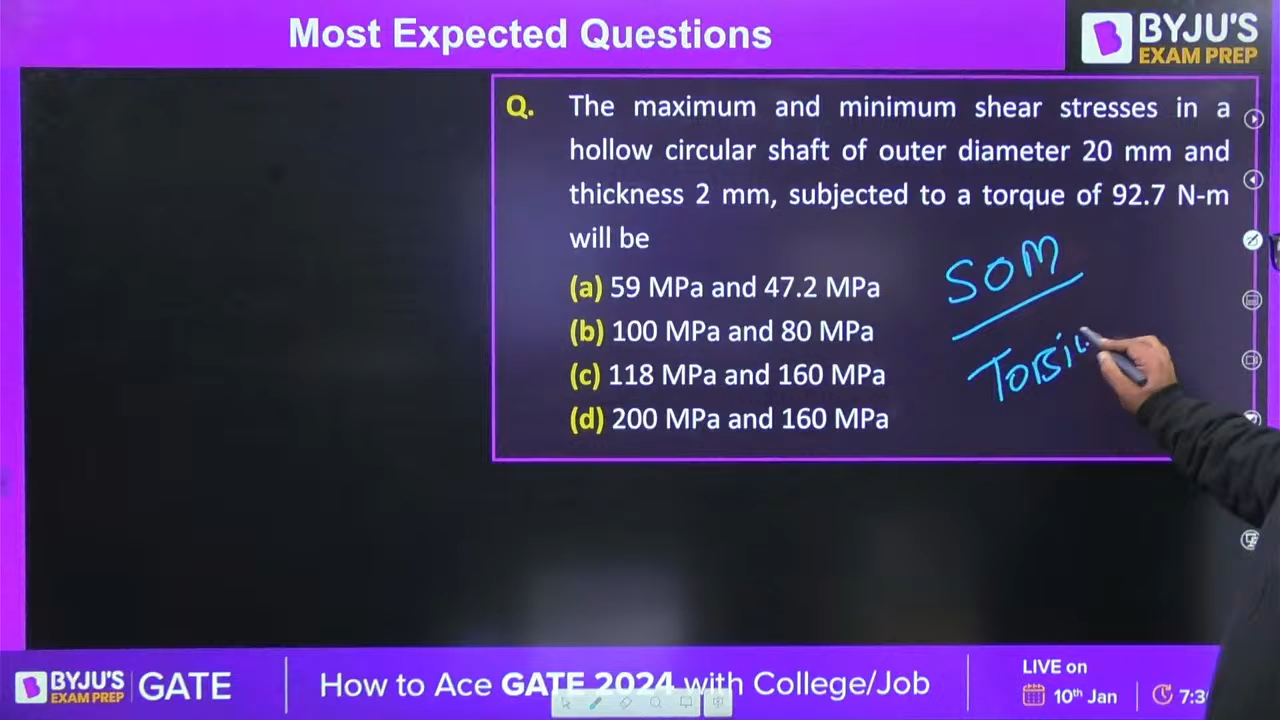 Most Expected Questions
BYJU'S
EXAM PREP
Q. The maximum and minimum shear stresses in a
hollow circular shaft of outer diameter 20 mm and
thickness 2 mm, subjected to a torque of 92.7 N-m
will be
(a) 59 MPa and 47.2 MPa
(b) 100 MPa and 80 MPa
(c) 118 MPa and 160 MPa
(d) 200 MPa and 160 MPa
SOM
BYJU'S
EXAM PREP
GATE
How to Ace GATE 2024 with College/Job
LIVE on
10th Jan